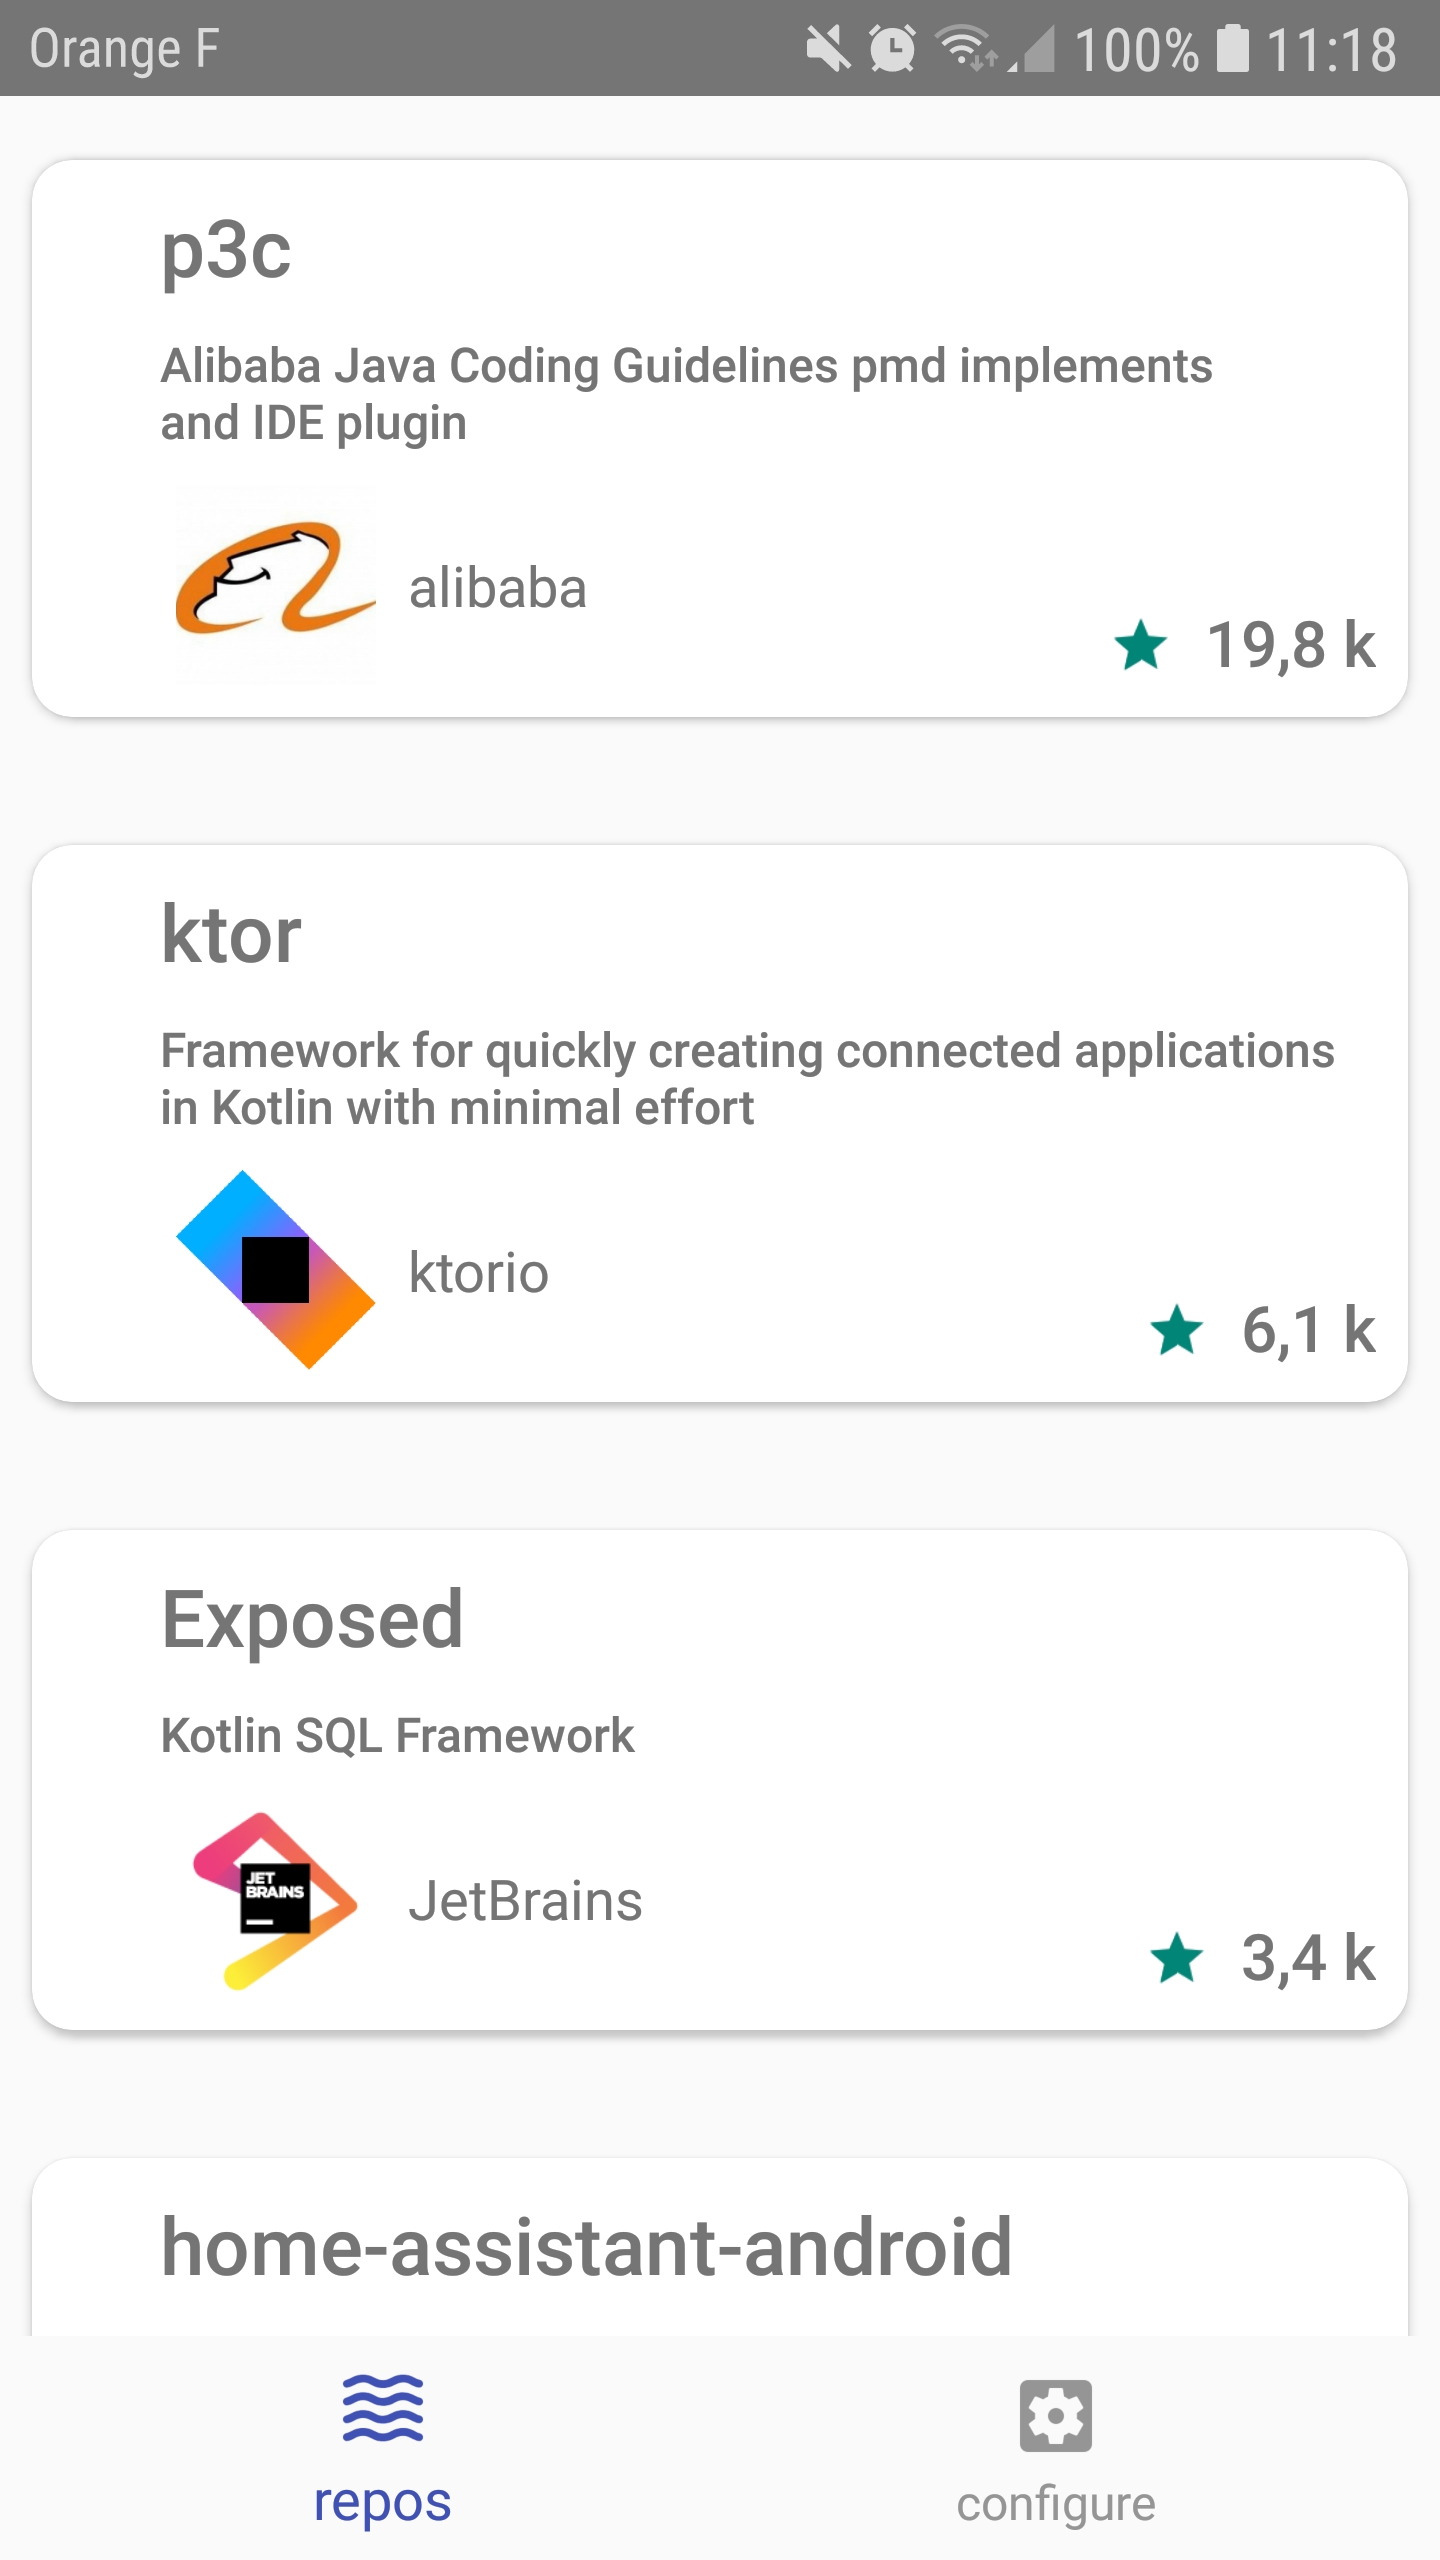 Orange F 100% 11:18
p3c
Alibaba Java Coding Guidelines pmd implements
and IDE plugin
alibaba
19,8 k
ktor
Framework for quickly creating connected applications
in Kotlin with minimal effort
ktorio
6,1 k
Exposed
Kotlin SQL Framework
JET
BRAINS
JetBrains
3,4 k
home-assistant-android
repos
configure